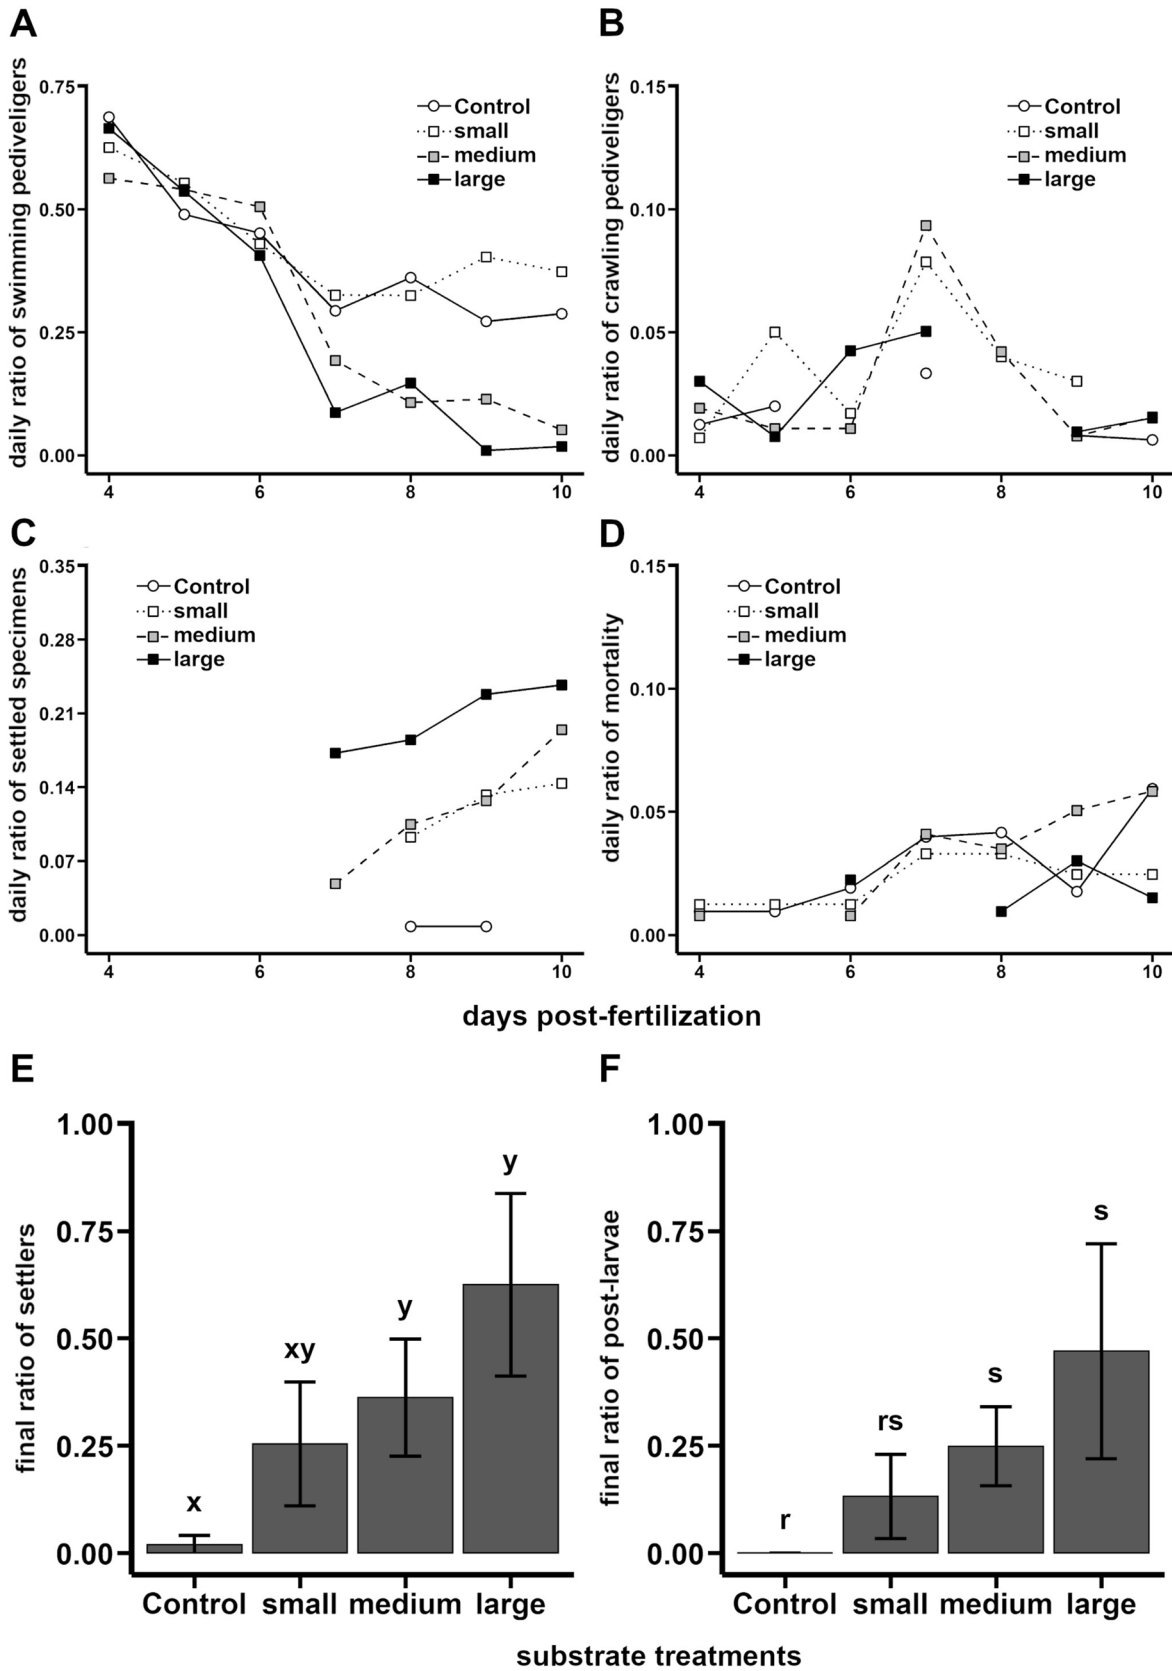 A
daily ratio of swimming pediveligers
0.75
0.50
0.25
0.00
4
6
8
10
Control
small
medium
large
B
daily ratio of crawling pediveligers
0.15
0.10
0.05
0.00
4
6
8
10
Control
small
medium
large
C
daily ratio of settled specimens
0.35
0.28
0.21
0.14
0.07
0.00
4
6
8
10
Control
small
medium
large
D
daily ratio of mortality
0.15
0.10
0.05
0.00
4
6
8
10
Control
small
medium
large
days post-fertilization
E
final ratio of settlers
1.00
0.75
0.50
0.25
0.00
x
xy
y
y
Control
small
medium
large
F
final ratio of post-larvae
1.00
0.75
0.50
0.25
0.00
r
rs
s
s
Control
small
medium
large
substrate treatments